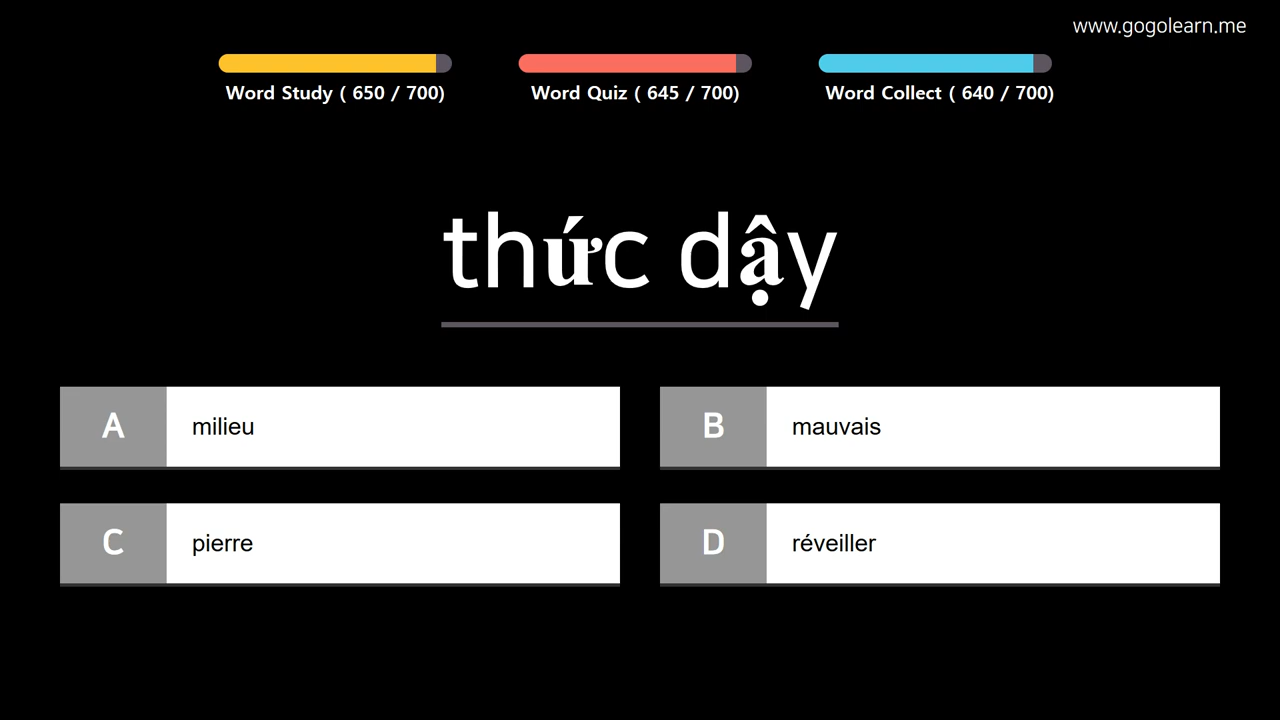 www.gogolearn.me
Word Study ( 650 / 700)
Word Quiz ( 645 / 700)
Word Collect ( 640 / 700)
thức dậy
A milieu
B mauvais
C pierre
D réveiller